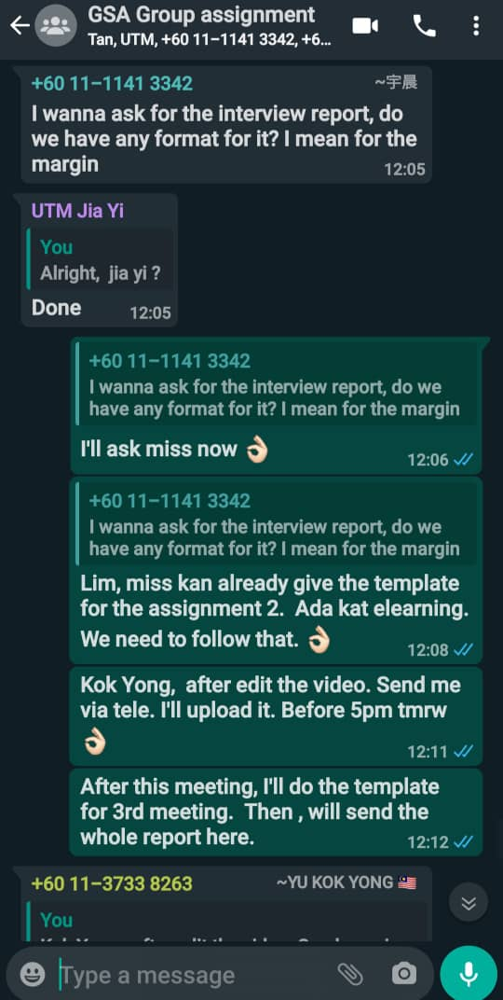 GSA Group assignment
Tan, UTM, +60 11-1141 3342, +6...
+60 11-1141 3342
~宇晨
I wanna ask for the interview report, do
we have any format for it? I mean for the
margin
12:05
UTM Jia Yi
You
Alright, jia yi ?
Done
12:05
+60 11-1141 3342
I wanna ask for the interview report, do we
have any format for it? I mean for the margin
I'll ask miss now 👌🏻
12:06
+60 11-1141 3342
I wanna ask for the interview report, do we
have any format for it? I mean for the margin
Lim, miss kan already give the template
for the assignment 2. Ada kat elearning.
We need to follow that. 👌🏻
12:08
Kok Yong, after edit the video. Send me
via tele. I'll upload it. Before 5pm tmrw
👌🏻
12:11
After this meeting, I'll do the template
for 3rd meeting. Then , will send the
whole report here.
12:12
+60 11-3733 8263
~YU KOK YONG 🇲🇾
You
Type a message